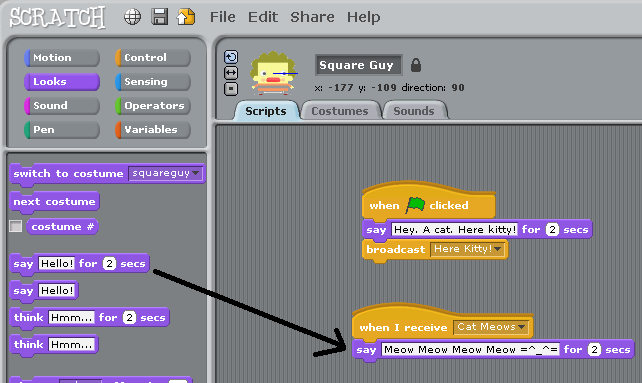 SCRATCH File Edit Share Help
Motion Control
Looks Sensing
Sound Operators
Pen Variables
Square Guy
x: -177 y: -109 direction: 90
Scripts Costumes Sounds
switch to costume squareguy
next costume
costume #
say Hello! for 2 secs
say Hello!
think Hmm... for 2 secs
think Hmm...
when clicked
say Hey. A cat. Here kitty! for 2 secs
broadcast Here Kitty!
when I receive Cat Meows
say Meow Meow Meow Meow =^_^= for 2 secs